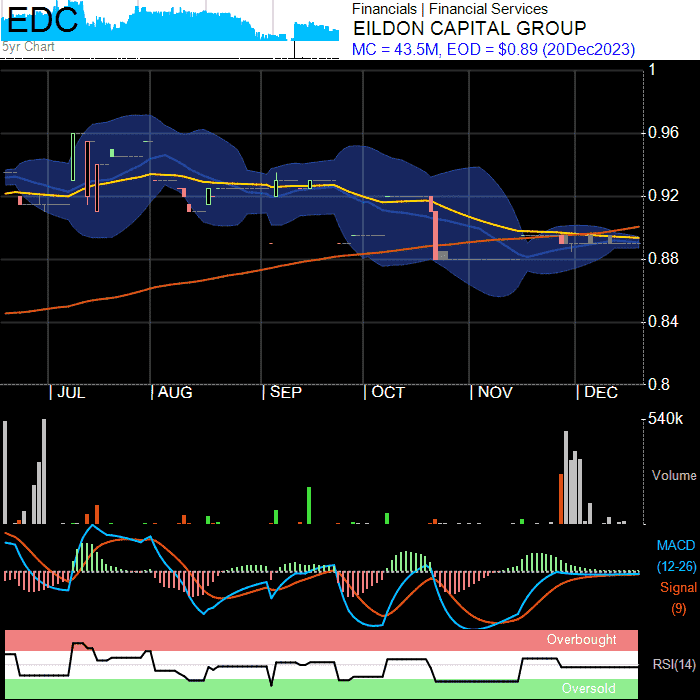 EDC
5yr Chart
Financials | Financial Services
EILDON CAPITAL GROUP
MC = 43.5M, EOD = $0.89 (20Dec2023)
1
0.96
0.92
0.88
0.84
0.8
JUL AUG SEP OCT NOV DEC
540k
Volume
MACD
(12-26)
Signal
(9)
Overbought
RSI(14)
Oversold